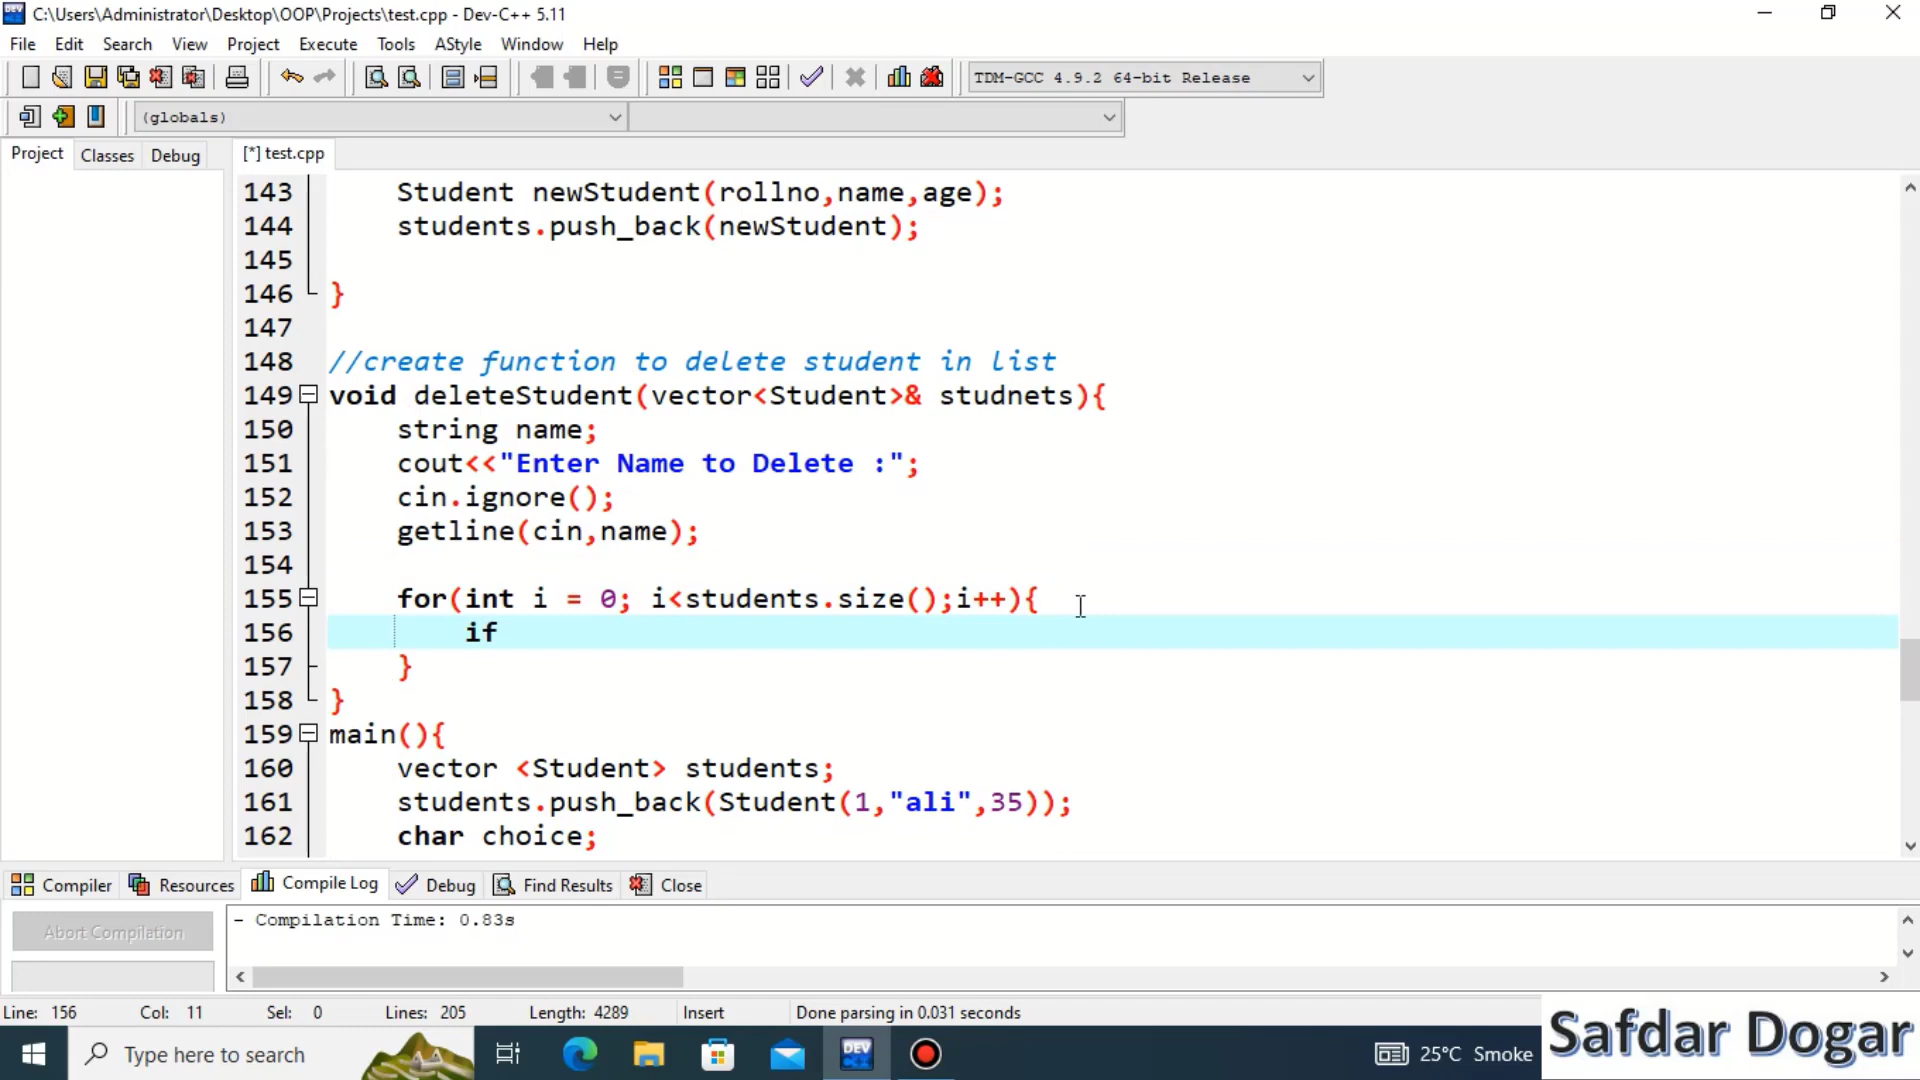 C:\Users\Administrator\Desktop\OOP\Projects\test.cpp - Dev-C++ 5.11
File Edit Search View Project Execute Tools AStyle Window Help
TDM-GCC 4.9.2 64-bit Release
(globals)
Project Classes Debug [*] test.cpp
143 Student newStudent(rollno,name,age);
144 students.push_back(newStudent);
145
146 }
147
148 //create function to delete student in list
149 void deleteStudent(vector<Student>& studnets){
150 string name;
151 cout<<"Enter Name to Delete :";
152 cin.ignore();
153 getline(cin,name);
154
155 for(int i = 0; i<students.size();i++){
156 if
157 }
158 }
159 main(){
160 vector <Student> students;
161 students.push_back(Student(1,"ali",35));
162 char choice;
Compiler Resources Compile Log Debug Find Results Close
Abort Compilation
- Compilation Time: 0.83s
Line: 156 Col: 11 Sel: 0 Lines: 205 Length: 4289 Insert Done parsing in 0.031 seconds
Type here to search
DEV
25°C Smoke
Safdar Dogar